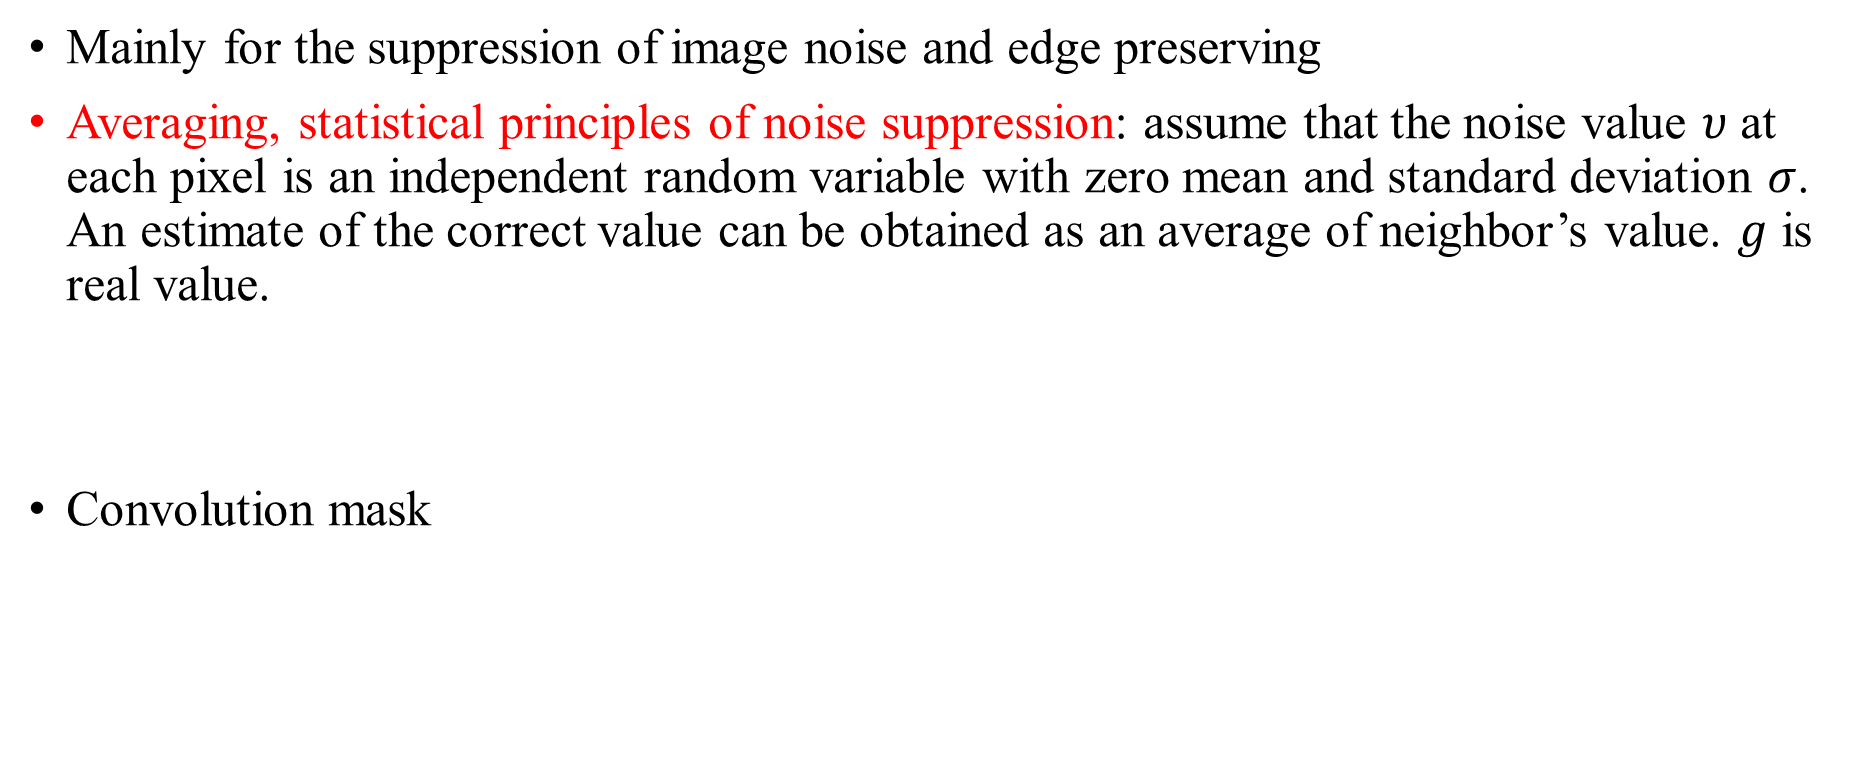 • Mainly for the suppression of image noise and edge preserving
• Averaging, statistical principles of noise suppression: assume that the noise value υ at
each pixel is an independent random variable with zero mean and standard deviation σ.
An estimate of the correct value can be obtained as an average of neighbor’s value. g is
real value.
• Convolution mask